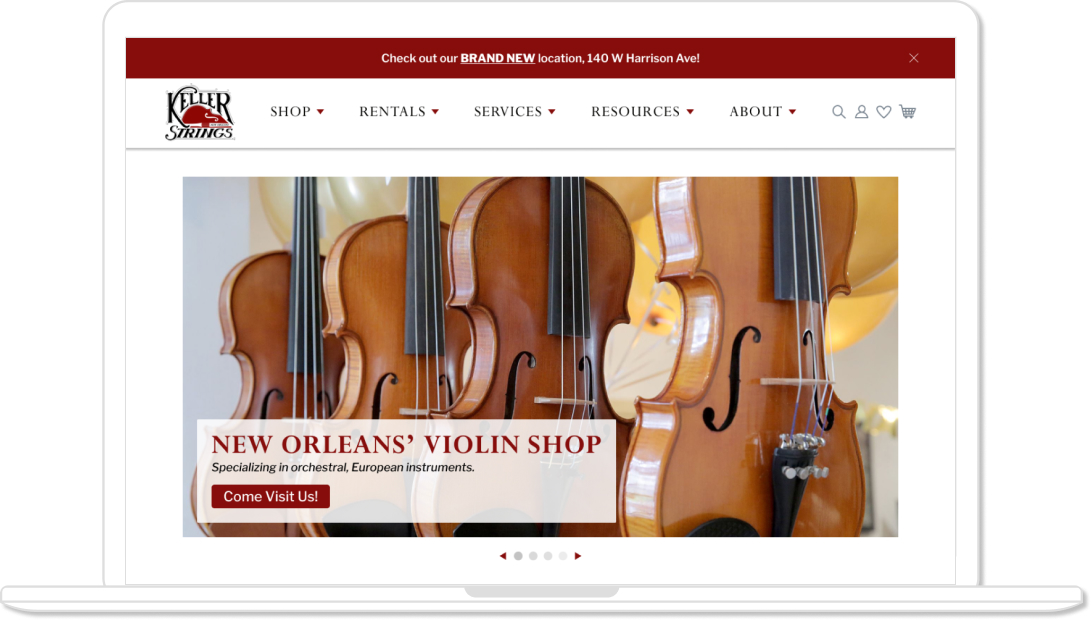 Check out our BRAND NEW location, 140 W Harrison Ave!
KELLER
STRINGS
SHOP
RENTALS
SERVICES
RESOURCES
ABOUT
NEW ORLEANS’ VIOLIN SHOP
Specializing in orchestral, European instruments.
Come Visit Us!